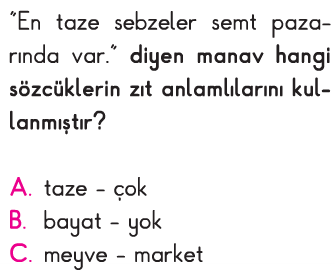 "En taze sebzeler semt paza-
rında var." diyen manav hangi
sözcüklerin zıt anlamlılarını kul-
lanmıştır?
A. taze - çok
B. bayat - yok
C. meyve - market